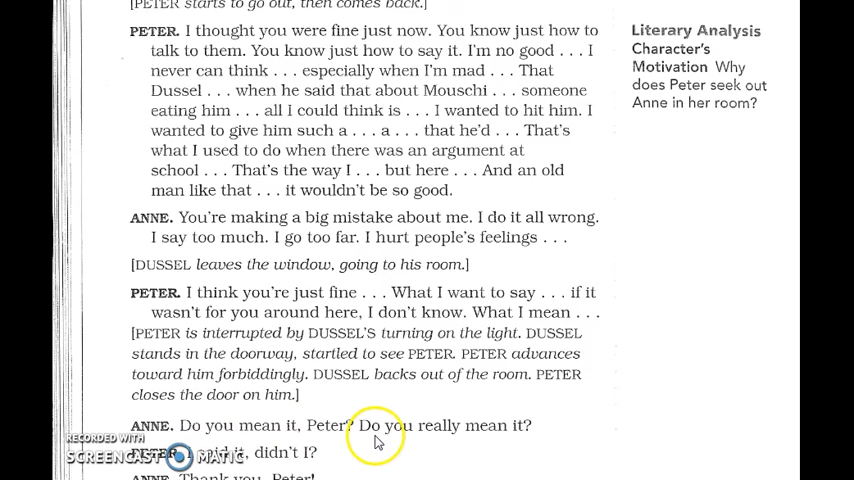 [PETER starts to go out, then comes back.]
PETER. I thought you were fine just now. You know just how to
talk to them. You know just how to say it. I'm no good . . . I
never can think . . . especially when I'm mad . . . That
Dussel . . . when he said that about Mouschi . . . someone
eating him . . . all I could think is . . . I wanted to hit him. I
wanted to give him such a . . . a . . . that he'd . . . That's
what I used to do when there was an argument at
school . . . That's the way I . . . but here . . . And an old
man like that . . . it wouldn't be so good.
ANNE. You're making a big mistake about me. I do it all wrong.
I say too much. I go too far. I hurt people's feelings . . .
[DUSSEL leaves the window, going to his room.]
PETER. I think you're just fine . . . What I want to say . . . if it
wasn't for you around here, I don't know. What I mean . . .
[PETER is interrupted by DUSSEL'S turning on the light. DUSSEL
stands in the doorway, startled to see PETER. PETER advances
toward him forbiddingly. DUSSEL backs out of the room. PETER
closes the door on him.]
ANNE. Do you mean it, Peter? Do you really mean it?
PETER. I said it, didn't I?
ANNE. Thank you, Peter!
Literary Analysis
Character's
Motivation Why
does Peter seek out
Anne in her room?
RECORDED WITH
SCREENCAST MATIC